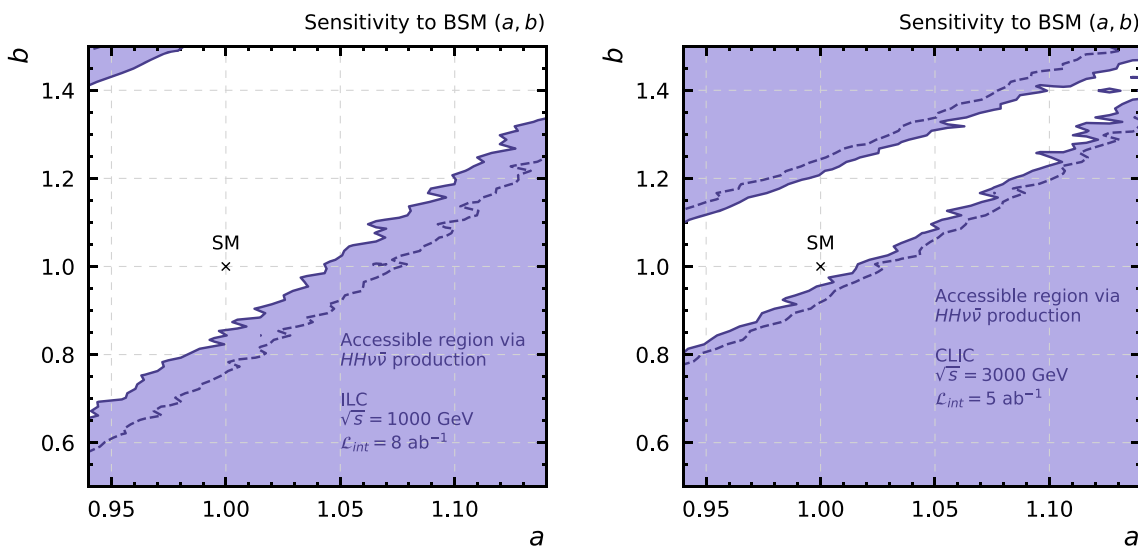 Sensitivity to BSM (a, b)
b
1.4
1.2
1.0
0.8
0.6
SM
Accessible region via
HHνν̄ production
ILC
√s = 1000 GeV
ℒint = 8 ab⁻¹
0.95
1.00
1.05
1.10
a
Sensitivity to BSM (a, b)
b
1.4
1.2
1.0
0.8
0.6
SM
Accessible region via
HHνν̄ production
CLIC
√s = 3000 GeV
ℒint = 5 ab⁻¹
0.95
1.00
1.05
1.10
a